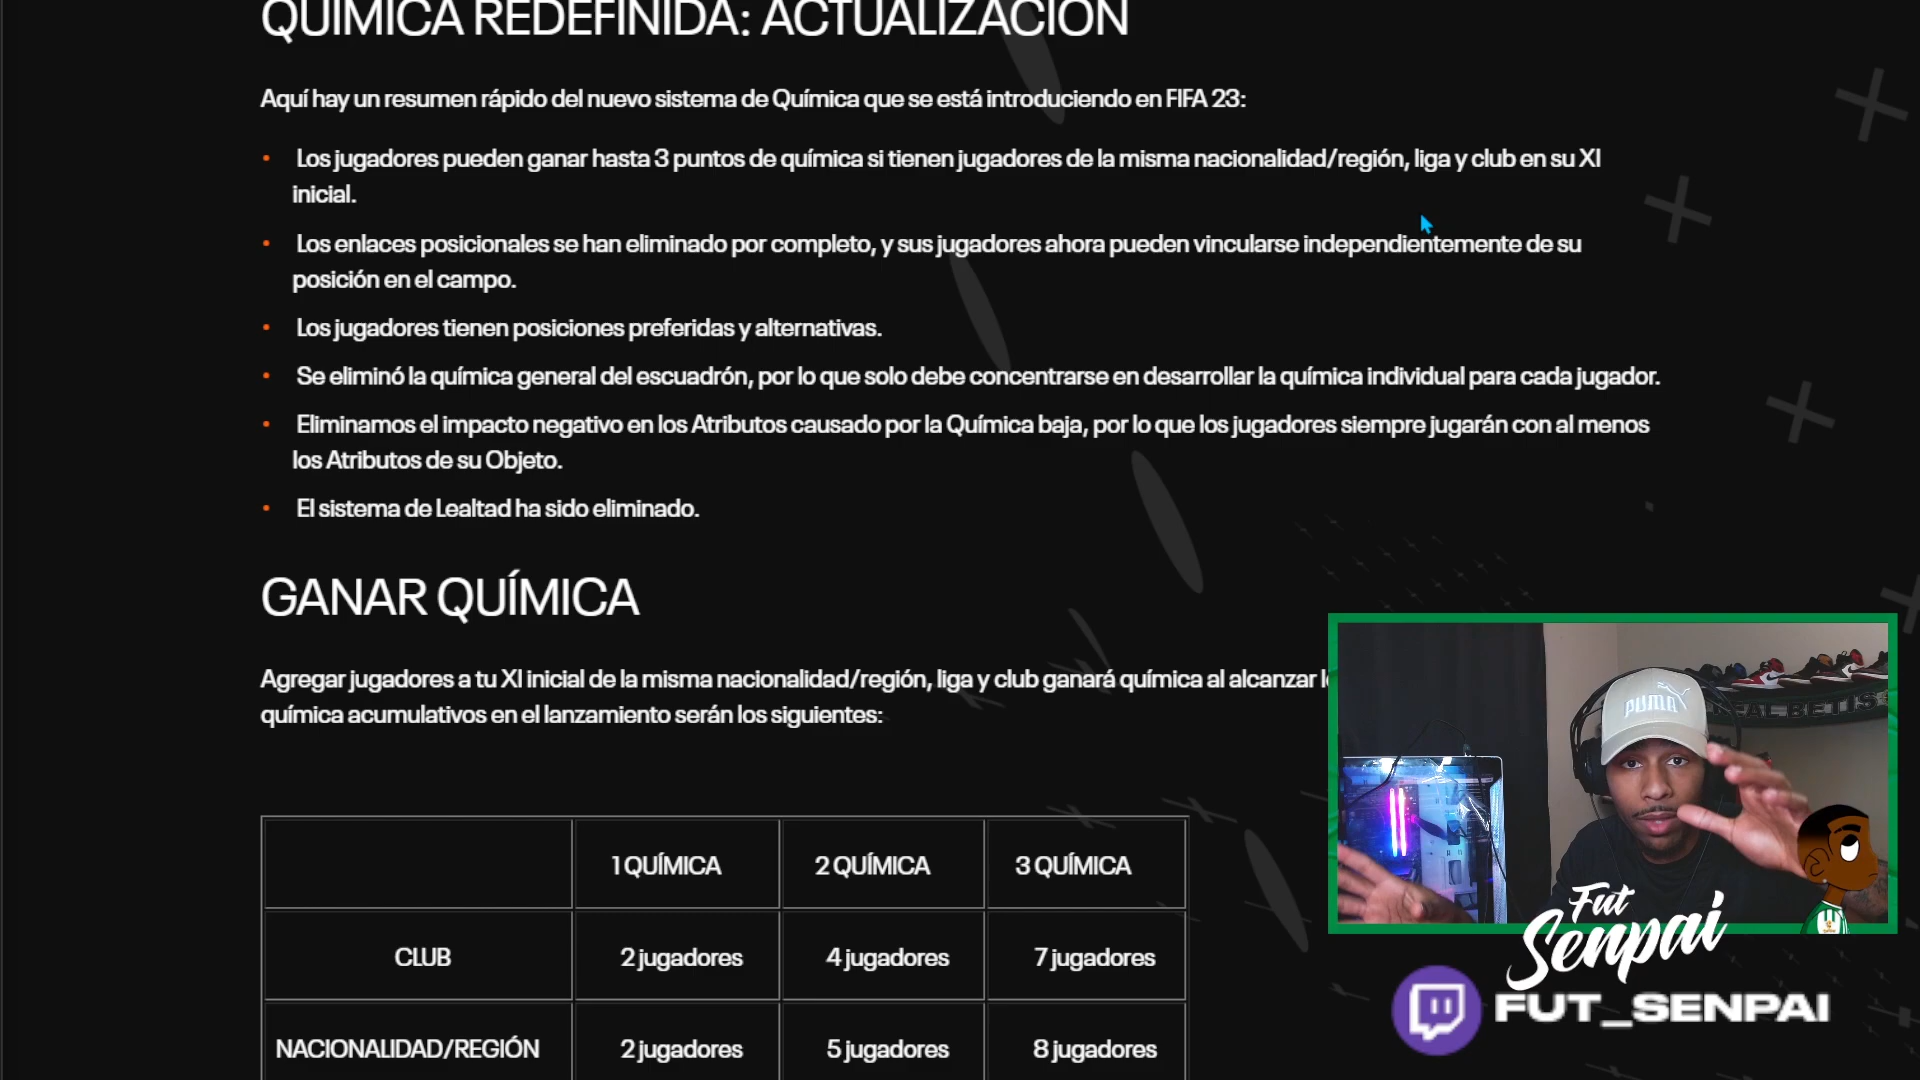 QUÍMICA REDEFINIDA: ACTUALIZACIÓN
Aquí hay un resumen rápido del nuevo sistema de Química que se está introduciendo en FIFA 23:
• Los jugadores pueden ganar hasta 3 puntos de química si tienen jugadores de la misma nacionalidad/región, liga y club en su XI
inicial.
• Los enlaces posicionales se han eliminado por completo, y sus jugadores ahora pueden vincularse independientemente de su
posición en el campo.
• Los jugadores tienen posiciones preferidas y alternativas.
• Se eliminó la química general del escuadrón, por lo que solo debe concentrarse en desarrollar la química individual para cada jugador.
• Eliminamos el impacto negativo en los Atributos causado por la Química baja, por lo que los jugadores siempre jugarán con al menos
los Atributos de su Objeto.
• El sistema de Lealtad ha sido eliminado.
GANAR QUÍMICA
Agregar jugadores a tu XI inicial de la misma nacionalidad/región, liga y club ganará química al alcanzar
química acumulativos en el lanzamiento serán los siguientes:
1 QUÍMICA 2 QUÍMICA 3 QUÍMICA
CLUB 2 jugadores 4 jugadores 7 jugadores
NACIONALIDAD/REGIÓN 2 jugadores 5 jugadores 8 jugadores
PUMA
REAL BETIS
Fut
Senpai
FUT_SENPAI